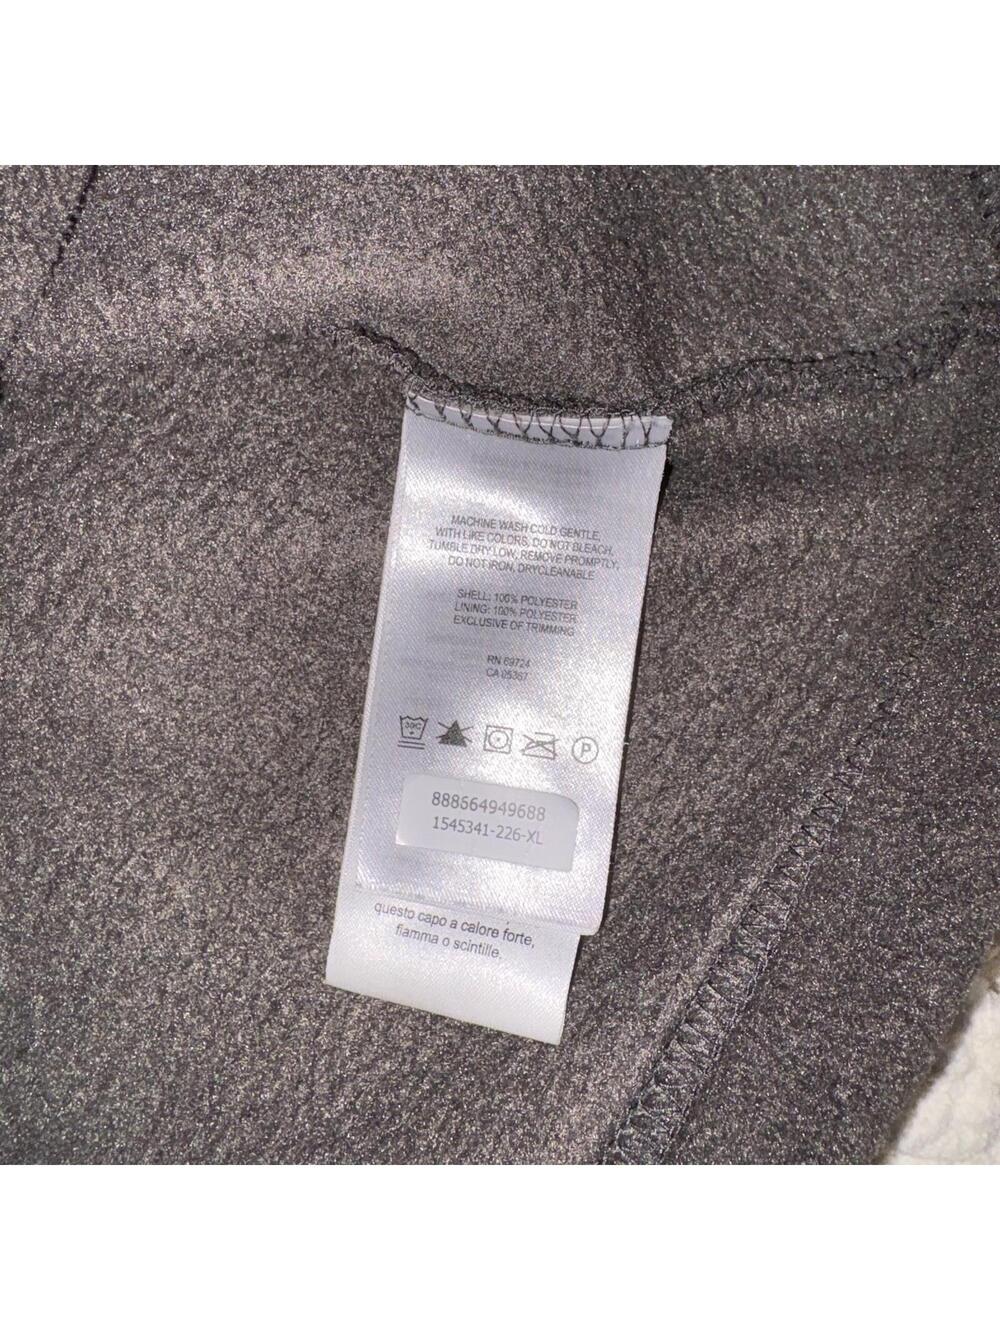 MACHINE WASH COLD GENTLE,
WITH LIKE COLORS, DO NOT BLEACH,
TUMBLE DRY LOW, REMOVE PROMPTLY,
DO NOT IRON, DRYCLEANABLE
SHELL: 100% POLYESTER
LINING: 100% POLYESTER
EXCLUSIVE OF TRIMMING
RN 69724
CA 05367
30C
P
888664949688
1545341-226-XL
questo capo a calore forte,
fiamma o scintille.